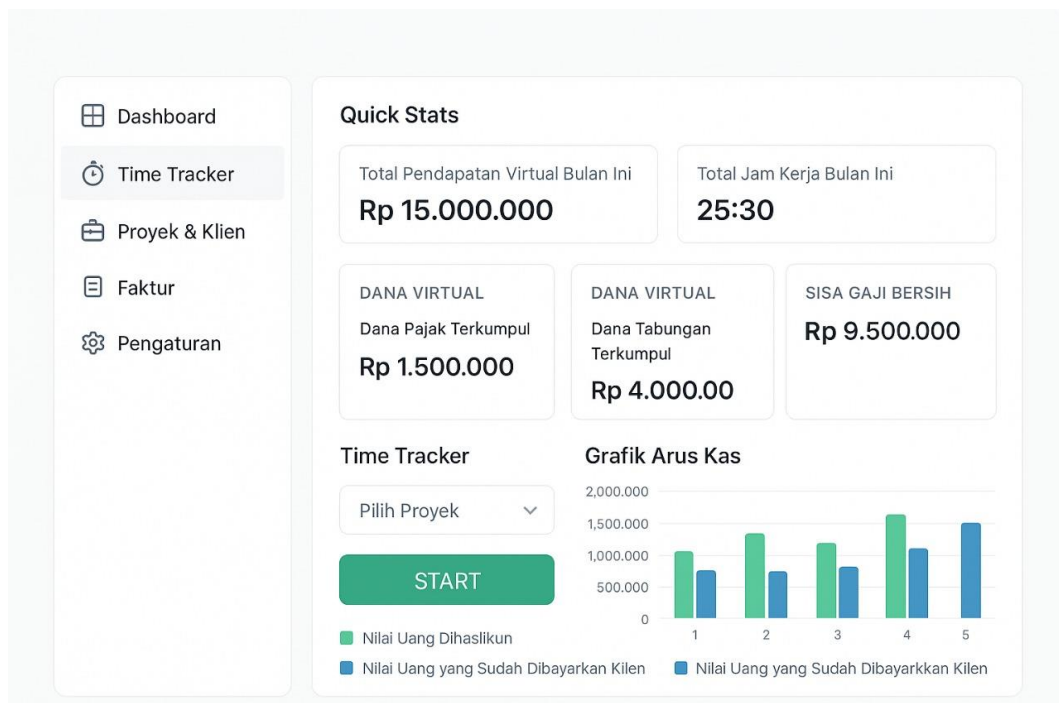 Dashboard
Time Tracker
Proyek & Klien
Faktur
Pengaturan
Quick Stats
Total Pendapatan Virtual Bulan Ini
Rp 15.000.000
Total Jam Kerja Bulan Ini
25:30
DANA VIRTUAL
Dana Pajak Terkumpul
Rp 1.500.000
DANA VIRTUAL
Dana Tabungan
Terkumpul
Rp 4.000.00
SISA GAJI BERSIH
Rp 9.500.000
Time Tracker
Pilih Proyek
START
Grafik Arus Kas
2,000.000
1,500.000
1,000.000
500.000
0
1 2 3 4 5
Nilai Uang Dihaslikun
Nilai Uang yang Sudah Dibayarkan Kilen
Nilai Uang yang Sudah Dibayarkkan Kilen